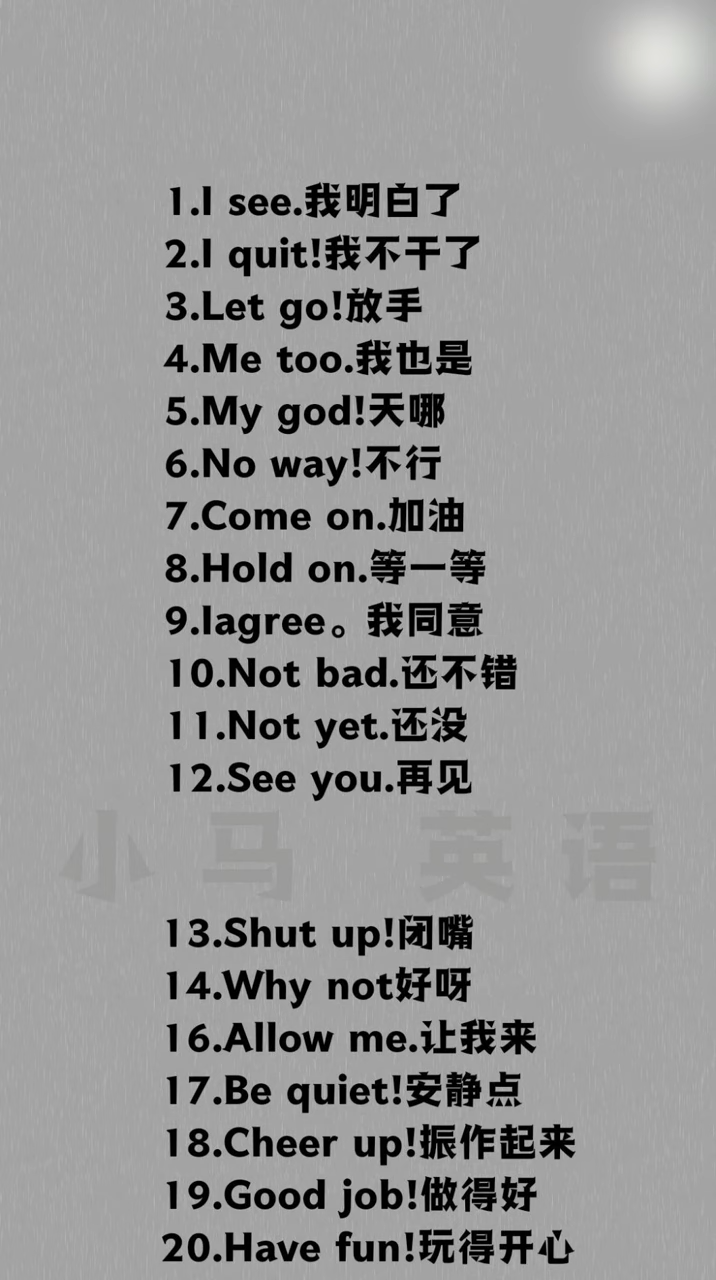 1.I see.我明白了
2.I quit!我不干了
3.Let go!放手
4.Me too.我也是
5.My god!天哪
6.No way!不行
7.Come on.加油
8.Hold on.等一等
9.Iagree。我同意
10.Not bad.还不错
11.Not yet.还没
12.See you.再见
小马 英语
13.Shut up!闭嘴
14.Why not好呀
16.Allow me.让我来
17.Be quiet!安静点
18.Cheer up!振作起来
19.Good job!做得好
20.Have fun!玩得开心